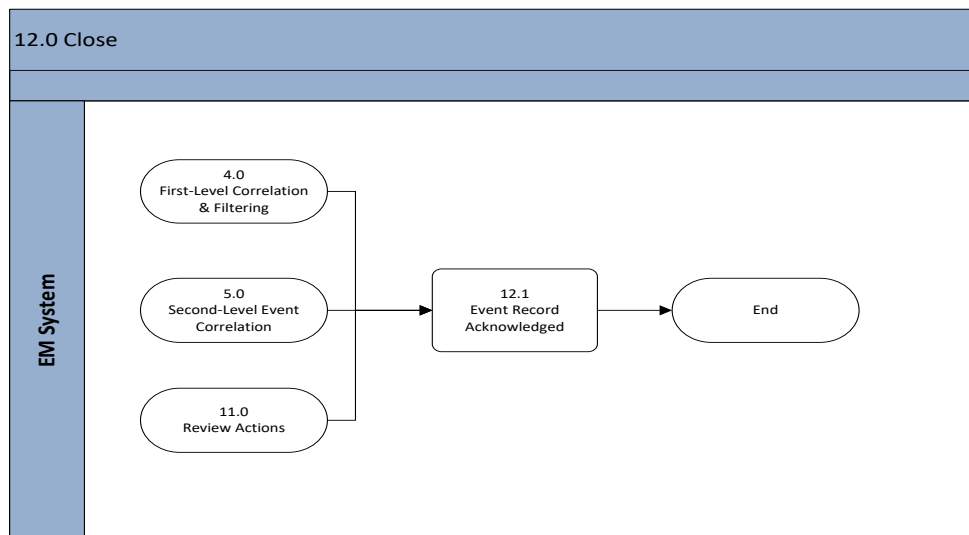 12.0 Close
EM System
4.0
First-Level Correlation
& Filtering
5.0
Second-Level Event
Correlation
11.0
Review Actions
12.1
Event Record
Acknowledged
End